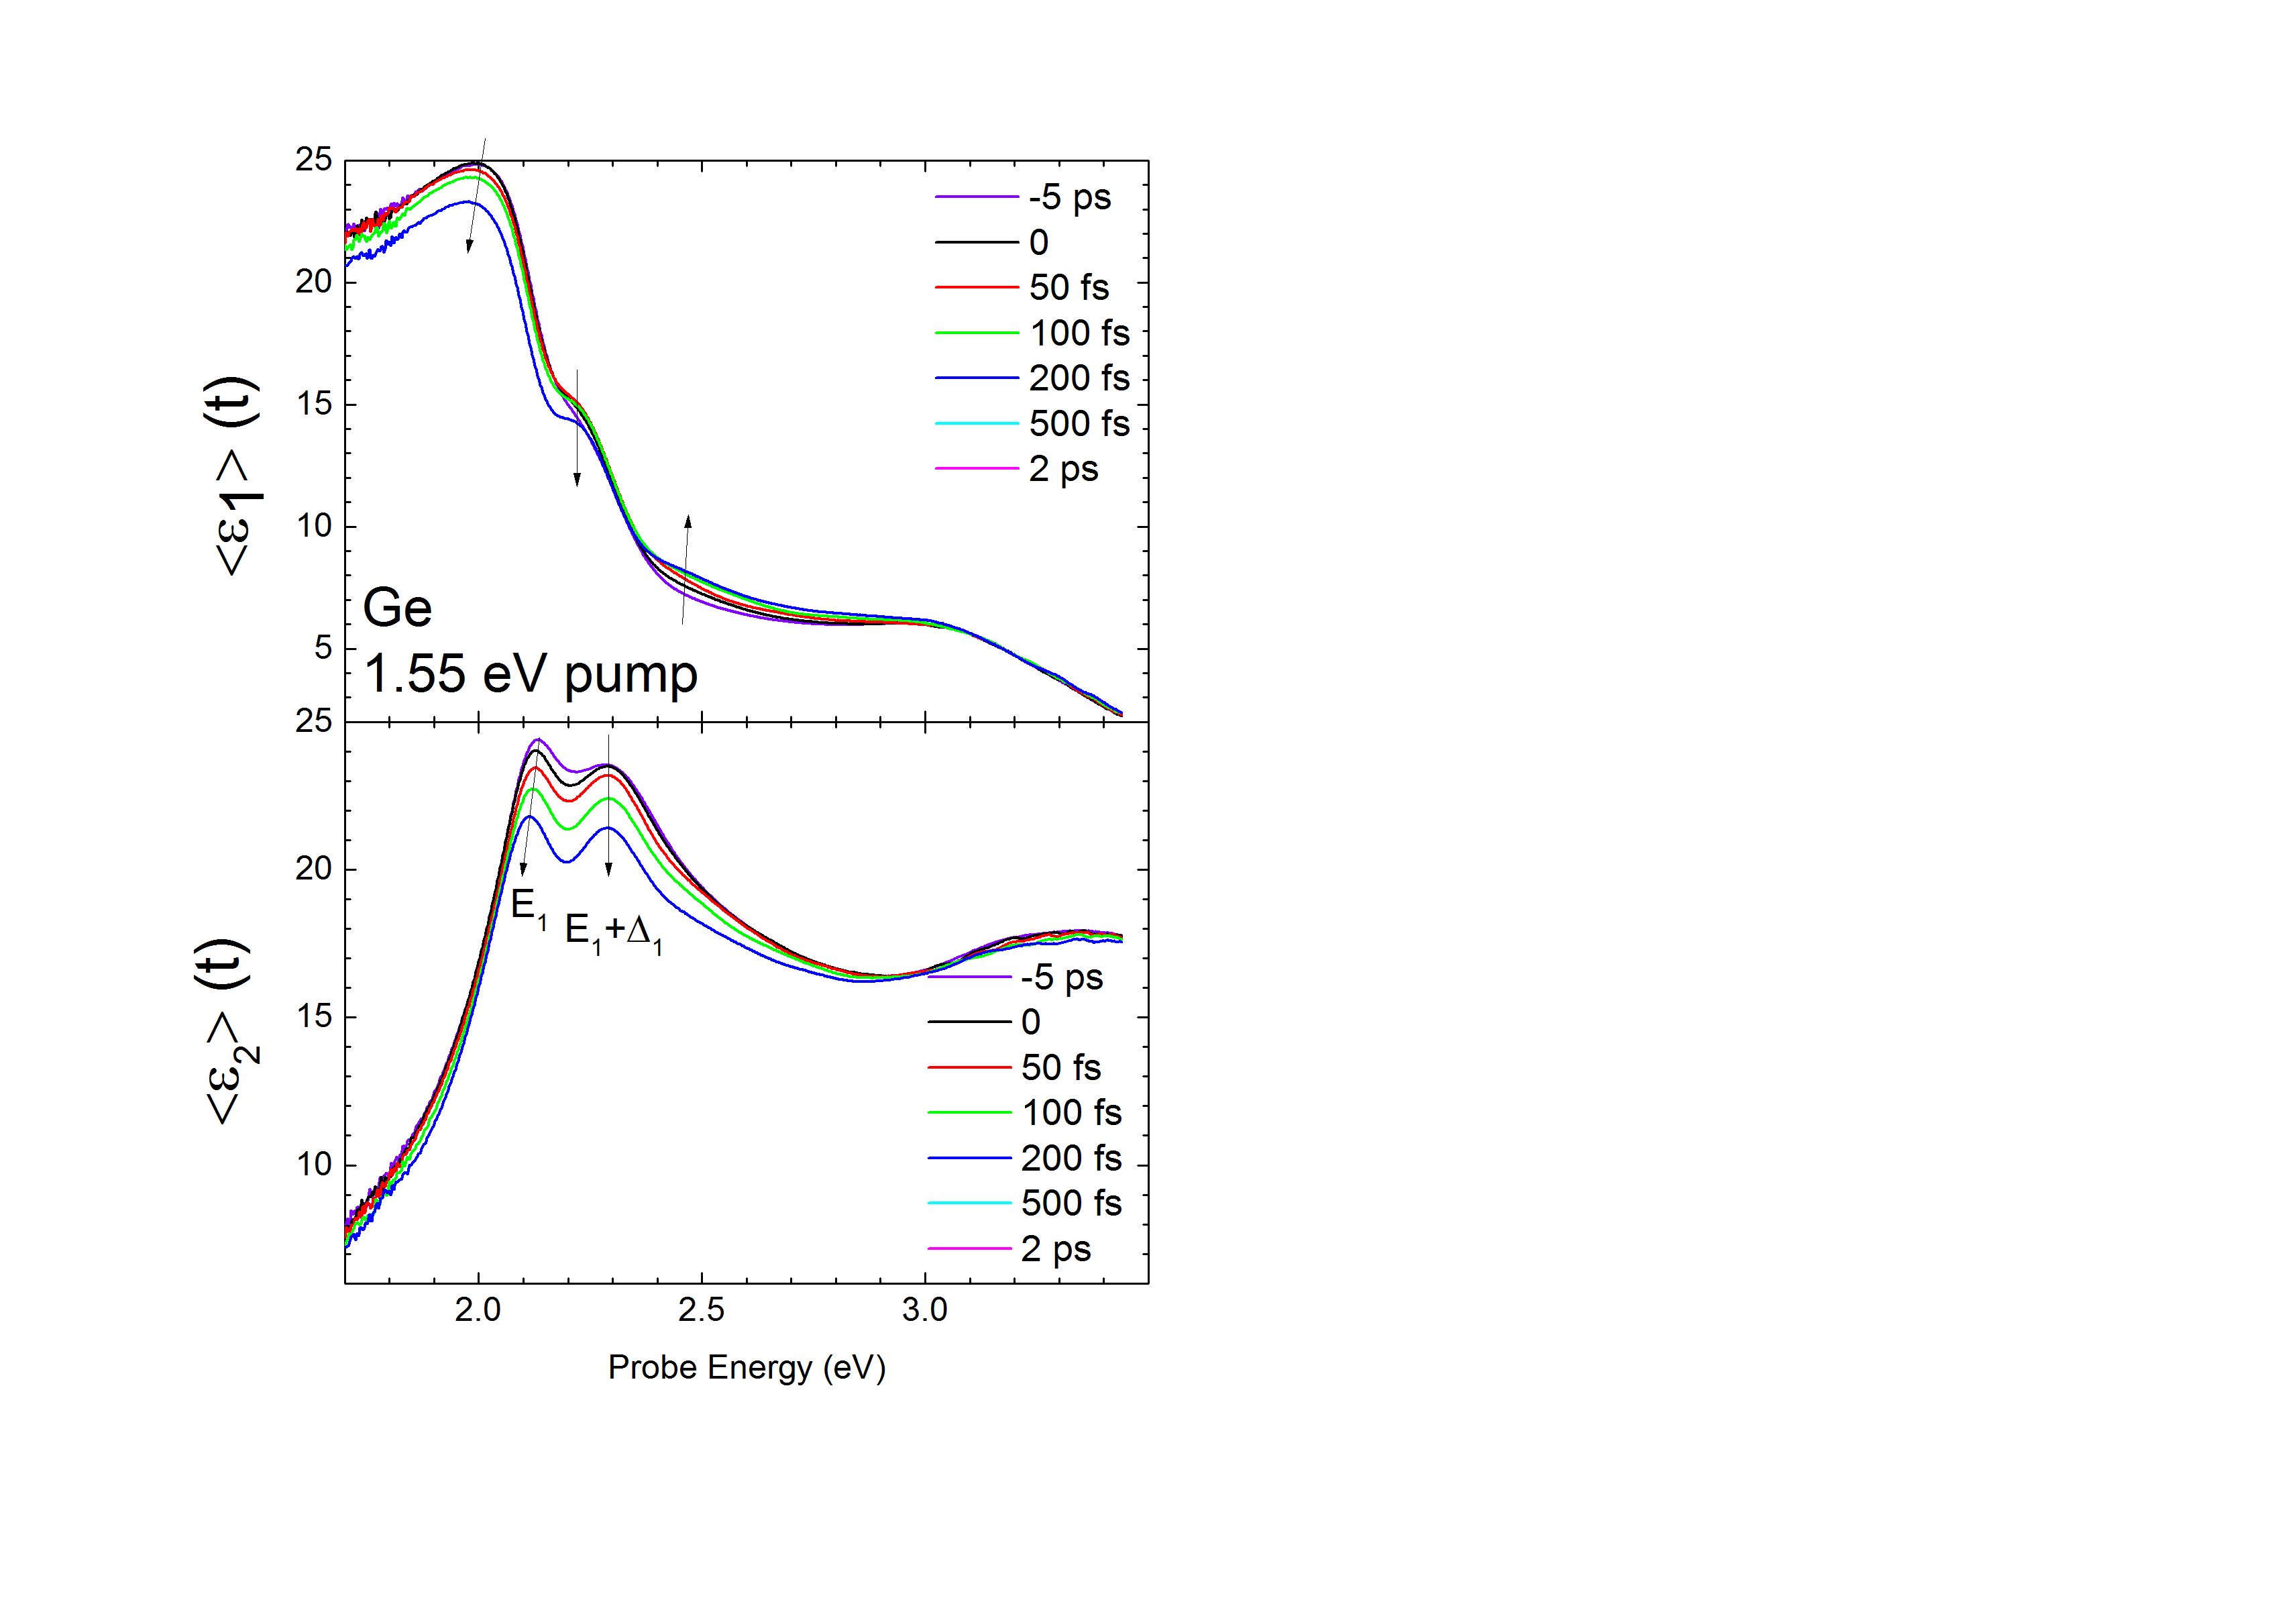 25
20
15
10
5
<ε1> (t)
-5 ps
0
50 fs
100 fs
200 fs
500 fs
2 ps
Ge
1.55 eV pump
25
20
15
10
<ε2> (t)
E1
E1+Δ1
-5 ps
0
50 fs
100 fs
200 fs
500 fs
2 ps
2.0 2.5 3.0
Probe Energy (eV)